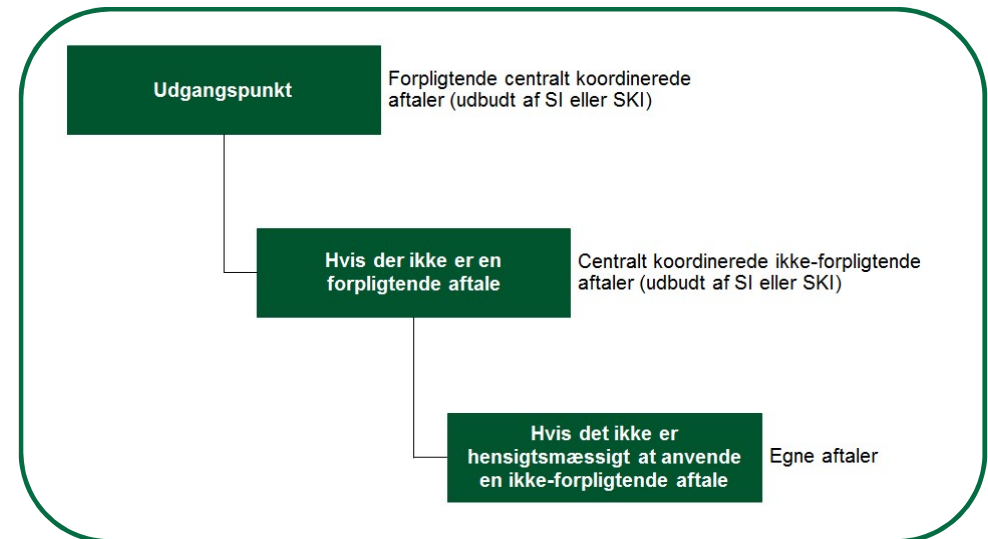 Udgangspunkt
Forpligtende centralt koordinerede
aftaler (udbudt af SI eller SKI)
Hvis der ikke er en
forpligtende aftale
Centralt koordinerede ikke-forpligtende
aftaler (udbudt af SI eller SKI)
Hvis det ikke er
hensigtsmæssigt at anvende
en ikke-forpligtende aftale
Egne aftaler